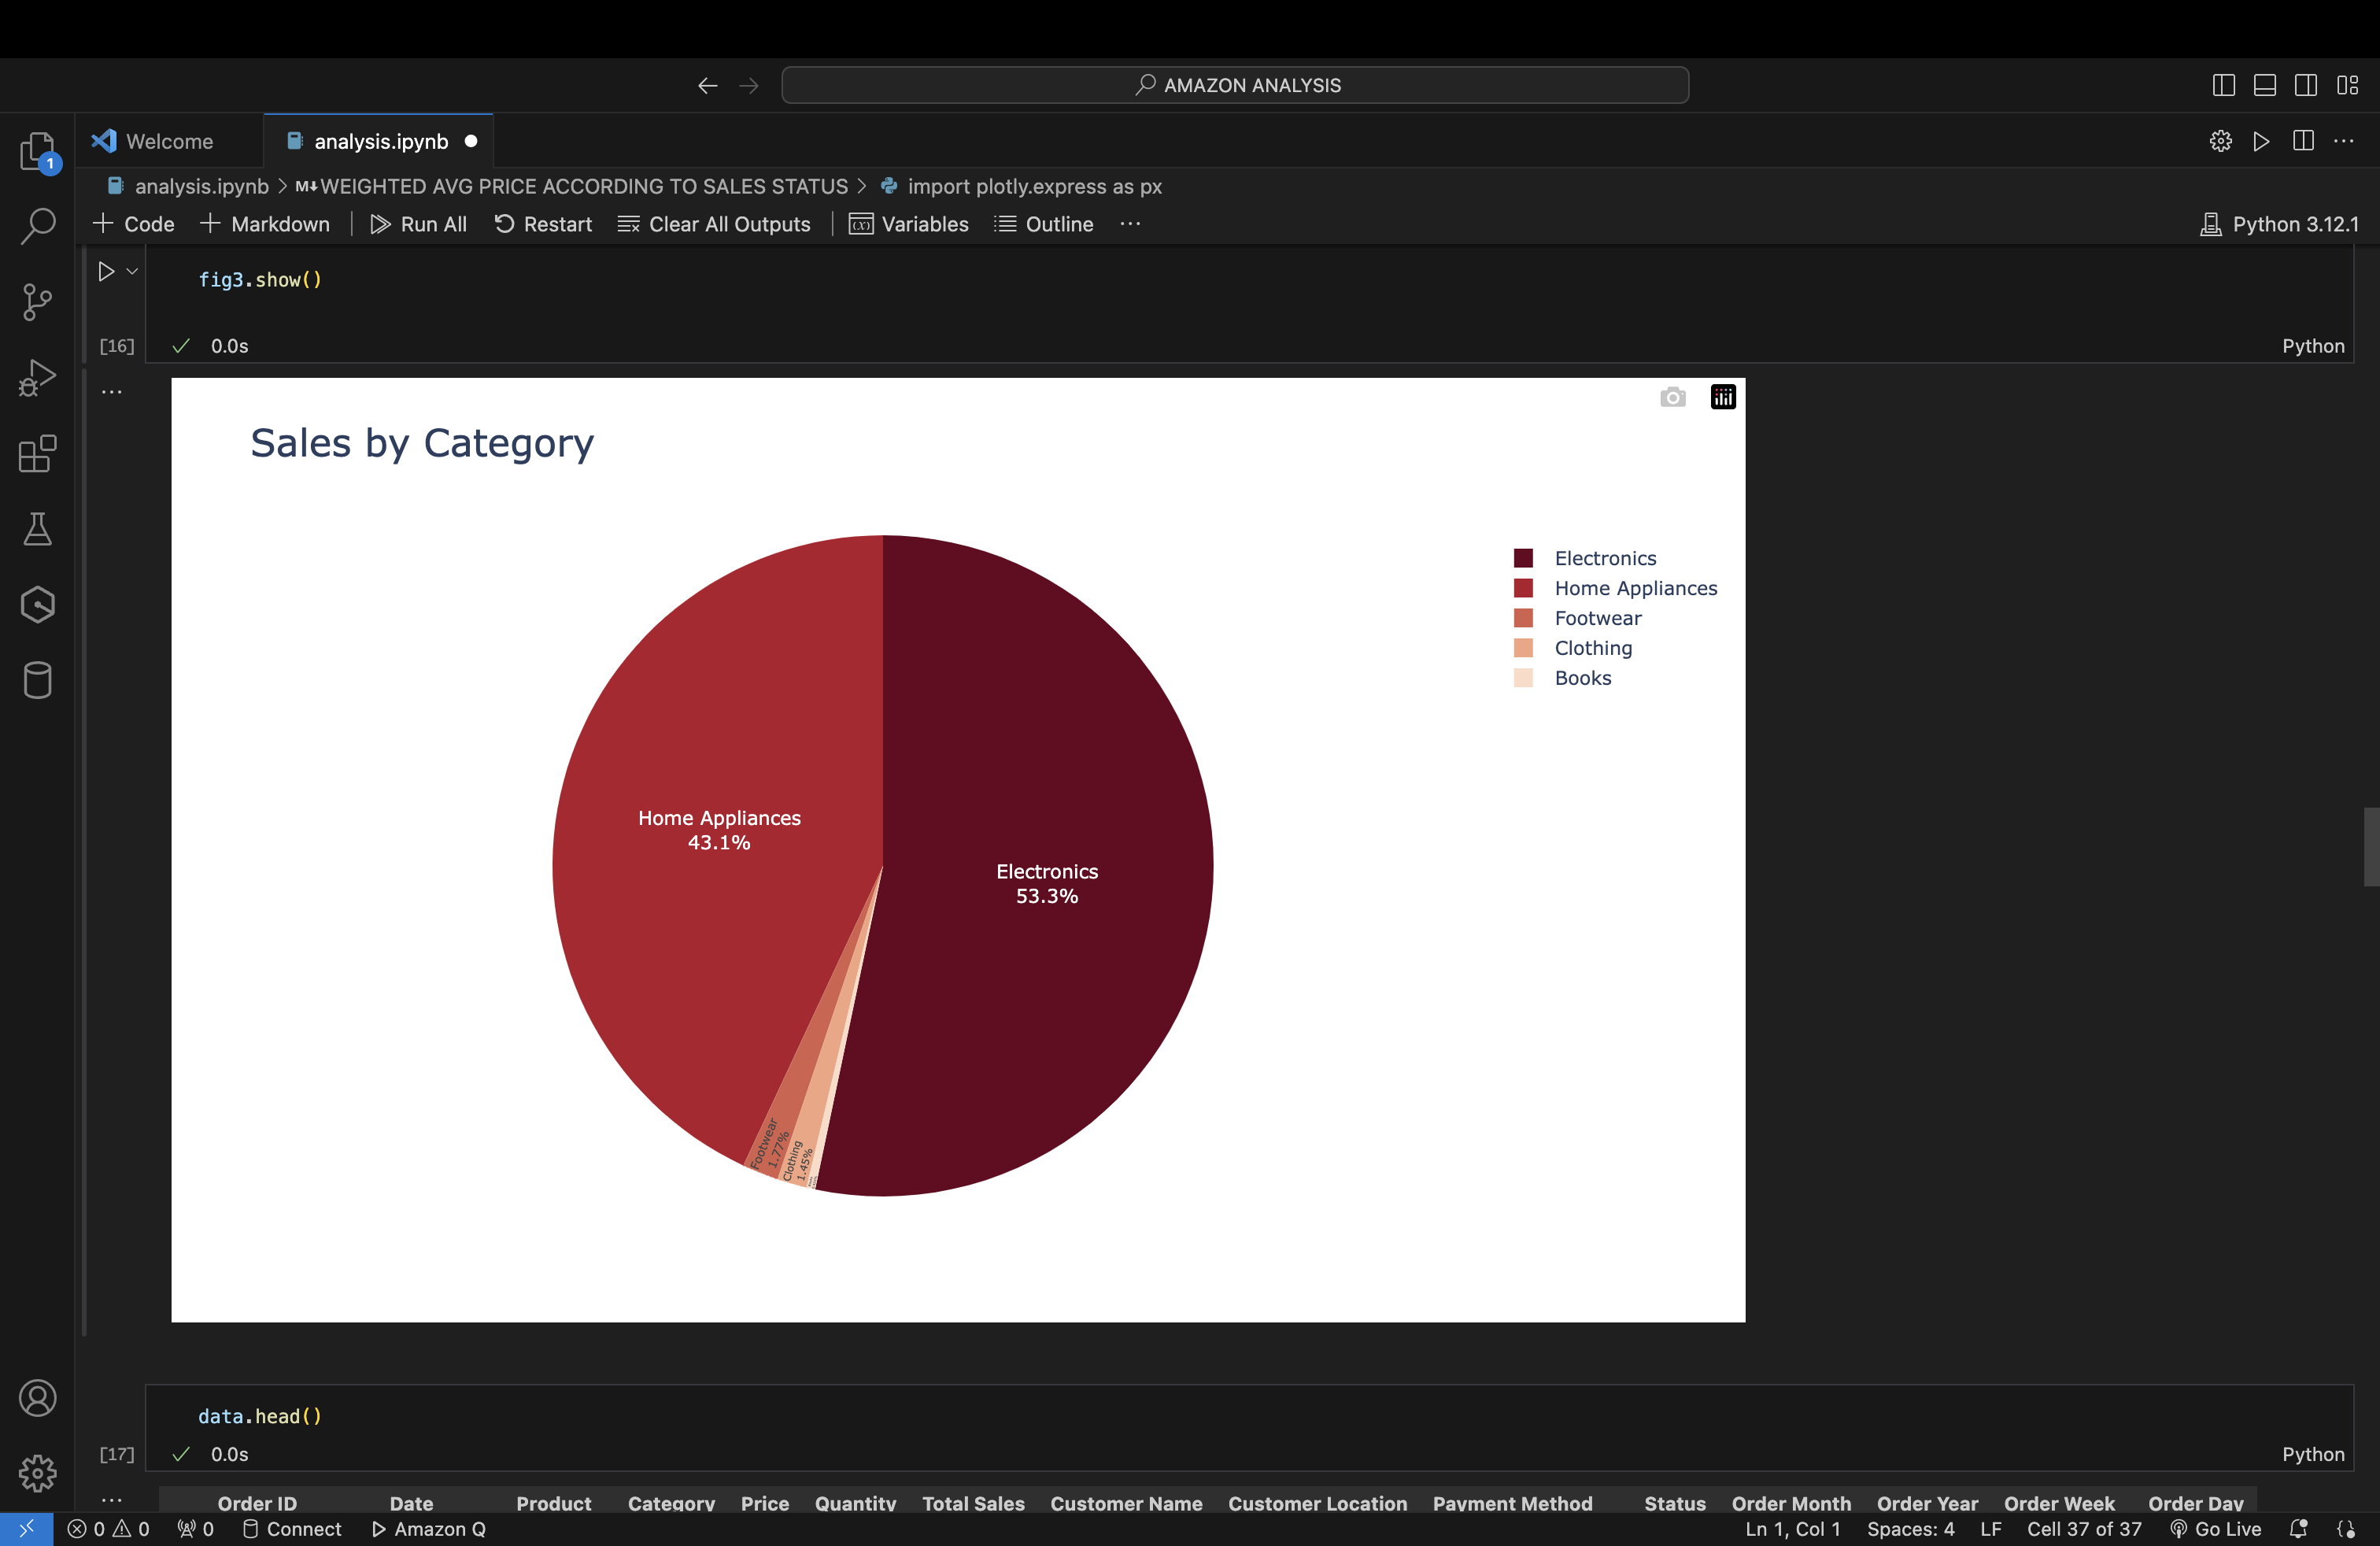 AMAZON ANALYSIS
1
Welcome
analysis.ipynb
analysis.ipynb > M↓WEIGHTED AVG PRICE ACCORDING TO SALES STATUS > import plotly.express as px
+ Code + Markdown | Run All Restart Clear All Outputs | (x) Variables Outline ...
Python 3.12.1
fig3.show()
[16]
0.0s
Python
...
Sales by Category
Electronics
Home Appliances
Footwear
Clothing
Books
Home Appliances
43.1%
Electronics
53.3%
Footwear
1.77%
Clothing
1.45%
data.head()
[17]
0.0s
Python
...
Order ID Date Product Category Price Quantity Total Sales Customer Name Customer Location Payment Method Status Order Month Order Year Order Week Order Day
0 0 0 Connect Amazon Q Ln 1, Col 1 Spaces: 4 LF Cell 37 of 37 Go Live